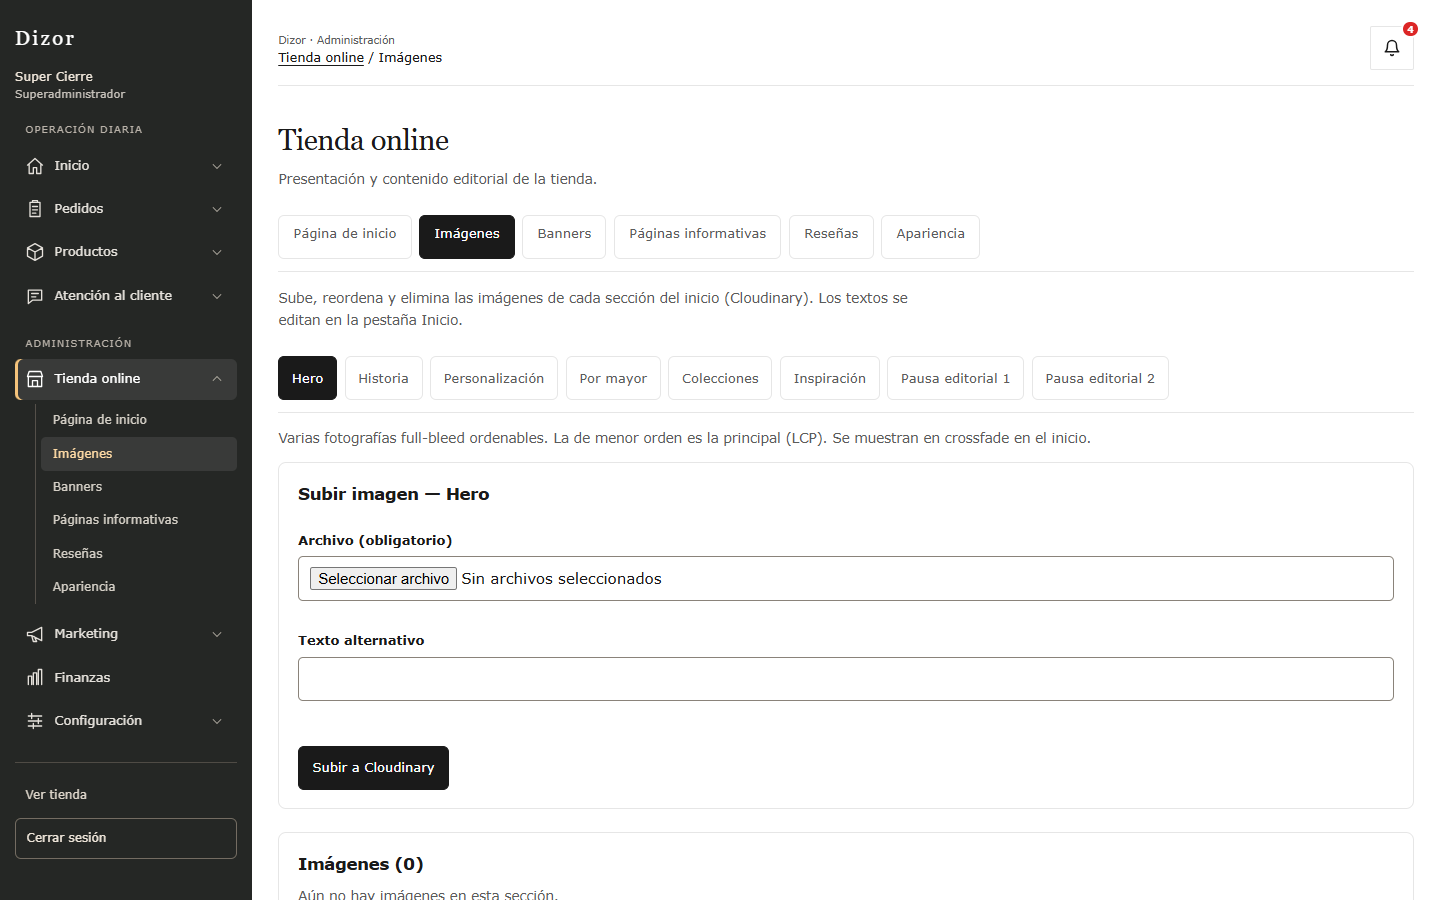 Dizor
Super Cierre
Superadministrador
OPERACIÓN DIARIA
Inicio
Pedidos
Productos
Atención al cliente
ADMINISTRACIÓN
Tienda online
Página de inicio
Imágenes
Banners
Páginas informativas
Reseñas
Apariencia
Marketing
Finanzas
Configuración
Ver tienda
Cerrar sesión
Dizor · Administración
Tienda online / Imágenes
4
Tienda online
Presentación y contenido editorial de la tienda.
Página de inicio Imágenes Banners Páginas informativas Reseñas Apariencia
Sube, reordena y elimina las imágenes de cada sección del inicio (Cloudinary). Los textos se
editan en la pestaña Inicio.
Hero Historia Personalización Por mayor Colecciones Inspiración Pausa editorial 1 Pausa editorial 2
Varias fotografías full-bleed ordenables. La de menor orden es la principal (LCP). Se muestran en crossfade en el inicio.
Subir imagen — Hero
Archivo (obligatorio)
Seleccionar archivo Sin archivos seleccionados
Texto alternativo
Subir a Cloudinary
Imágenes (0)
Aún no hay imágenes en esta sección.